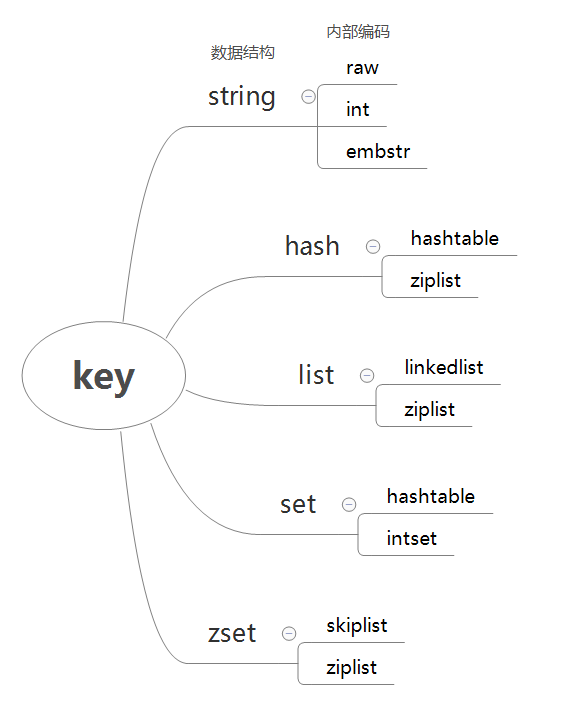 内部编码
数据结构
raw
string
int
embstr
hashtable
hash
ziplist
linkedlist
list
key
ziplist
hashtable
set
intset
skiplist
zset
ziplist